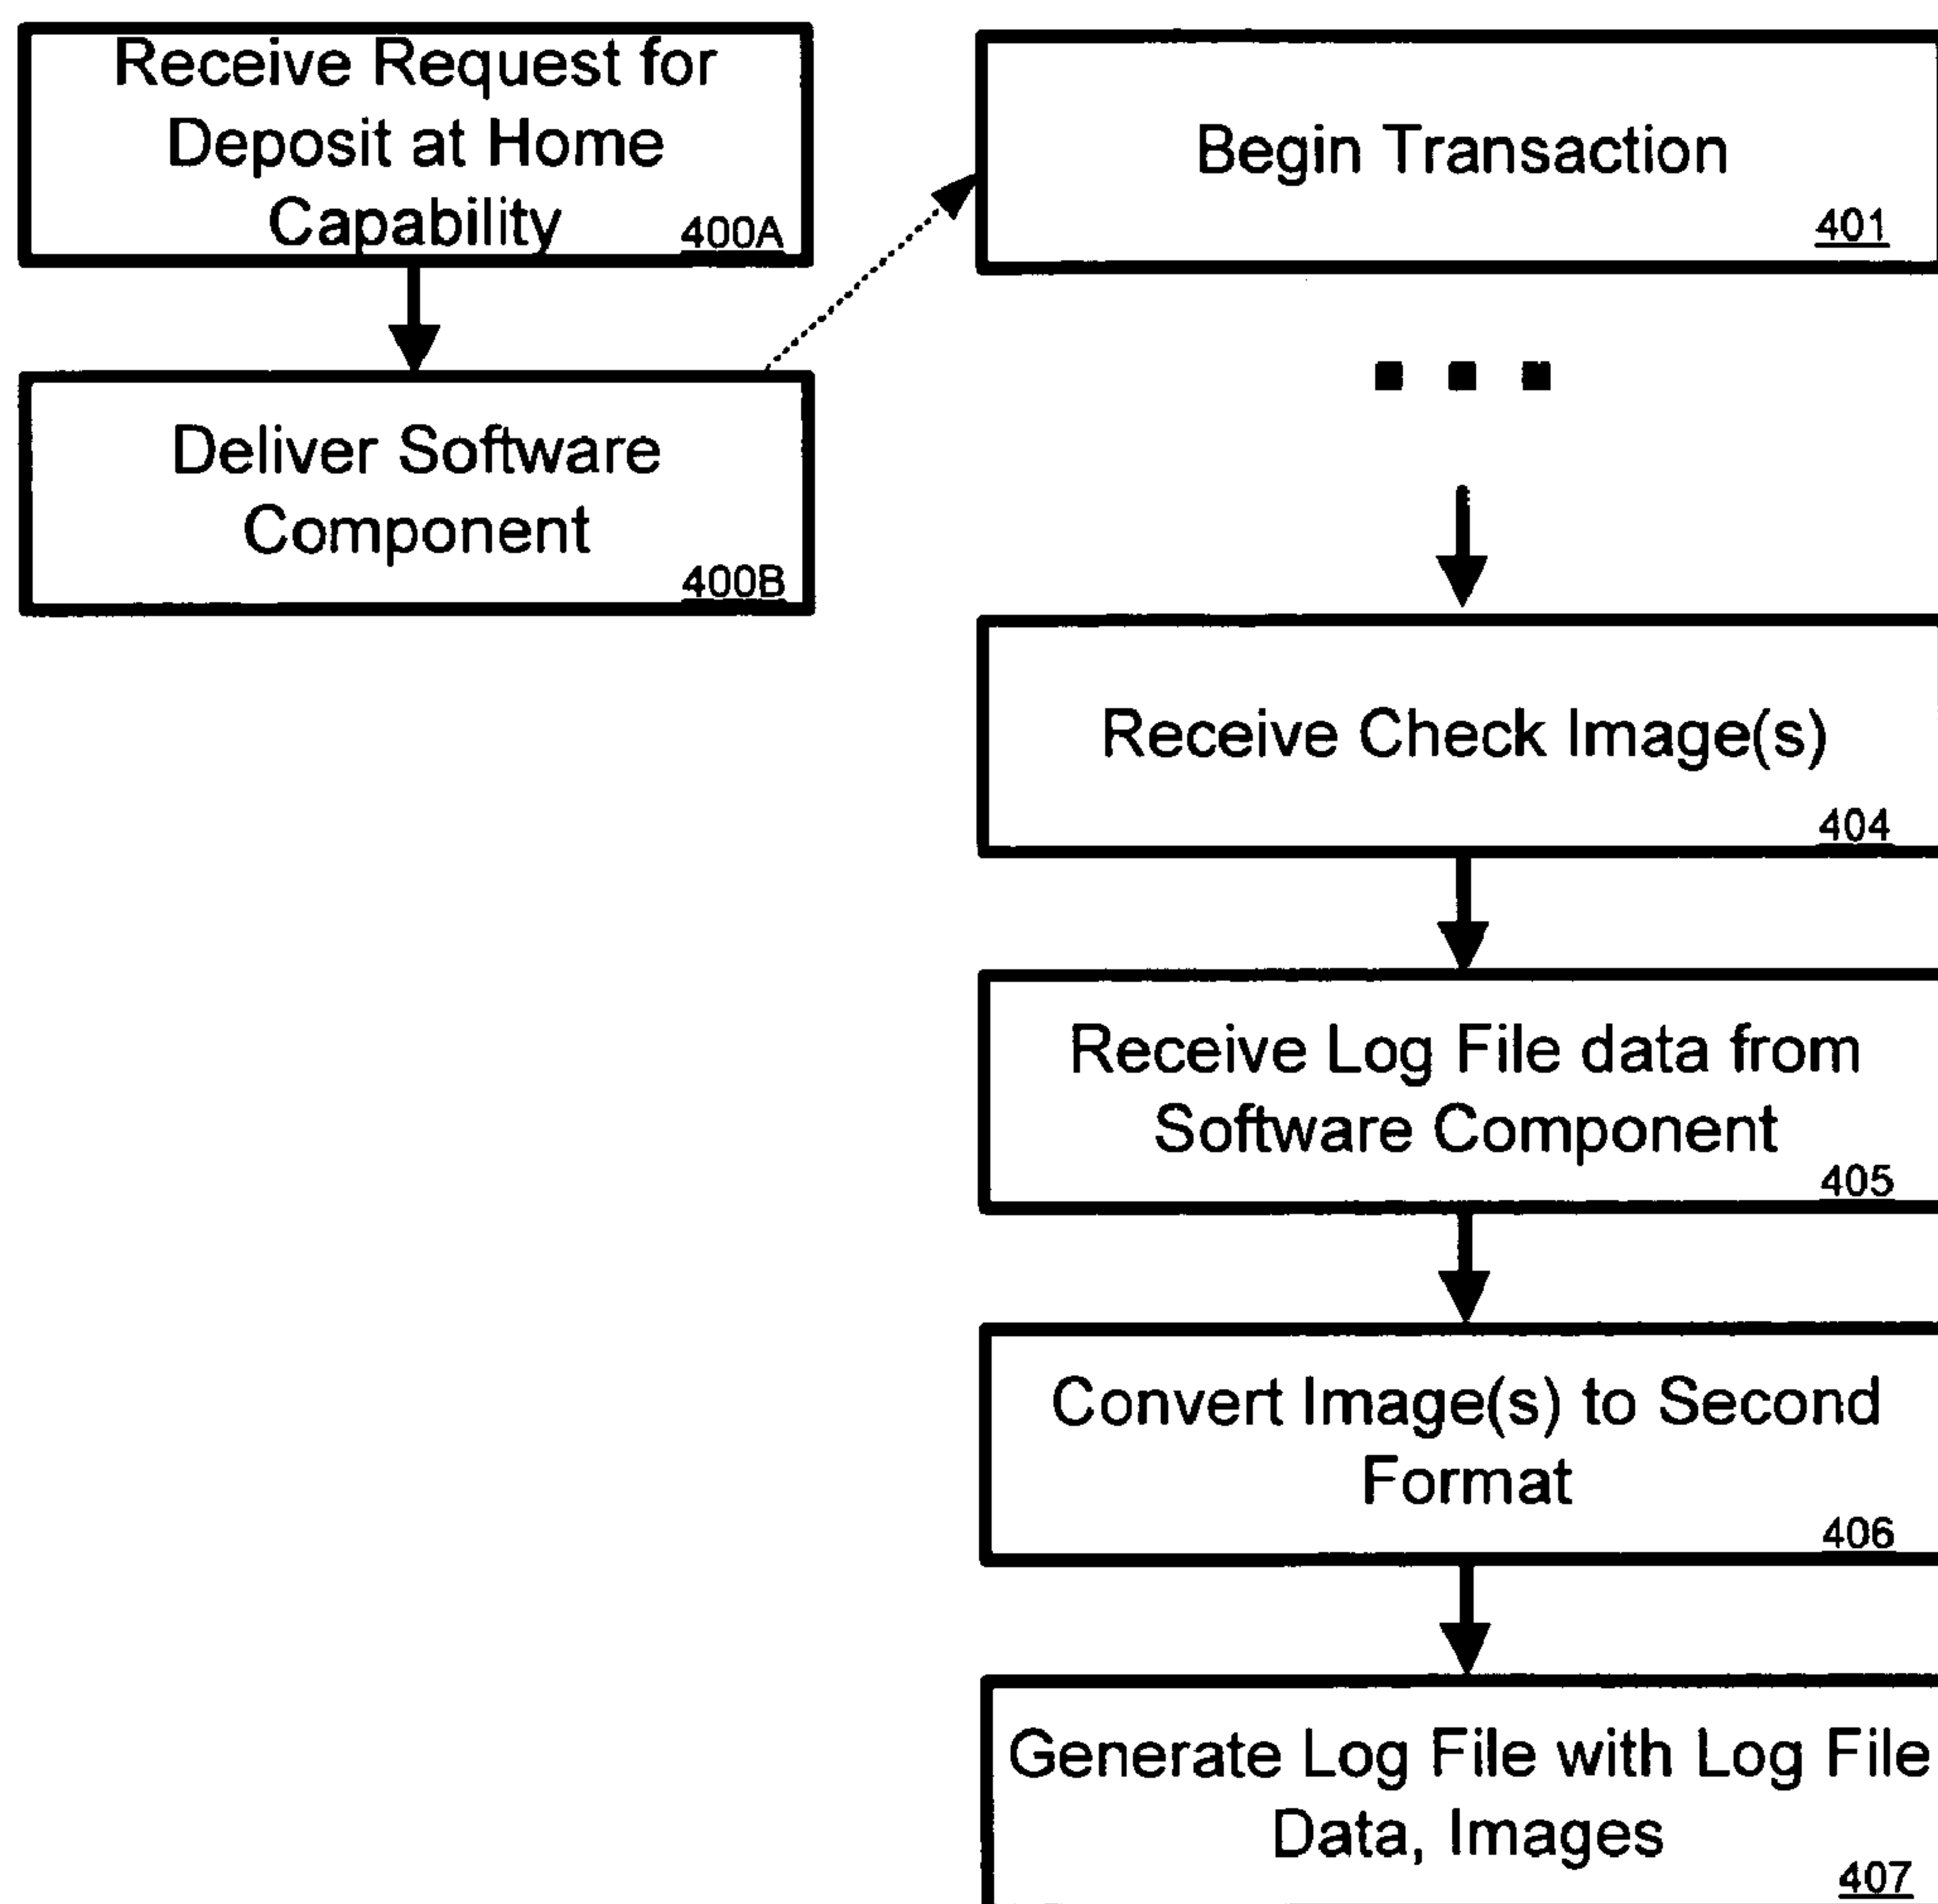 Receive Request for
Deposit at Home
Capability
400A
Deliver Software
Component
400B
Begin Transaction
401
Receive Check Image(s)
404
Receive Log File data from
Software Component
405
Convert Image(s) to Second
Format
406
Generate Log File with Log File
Data, Images
407